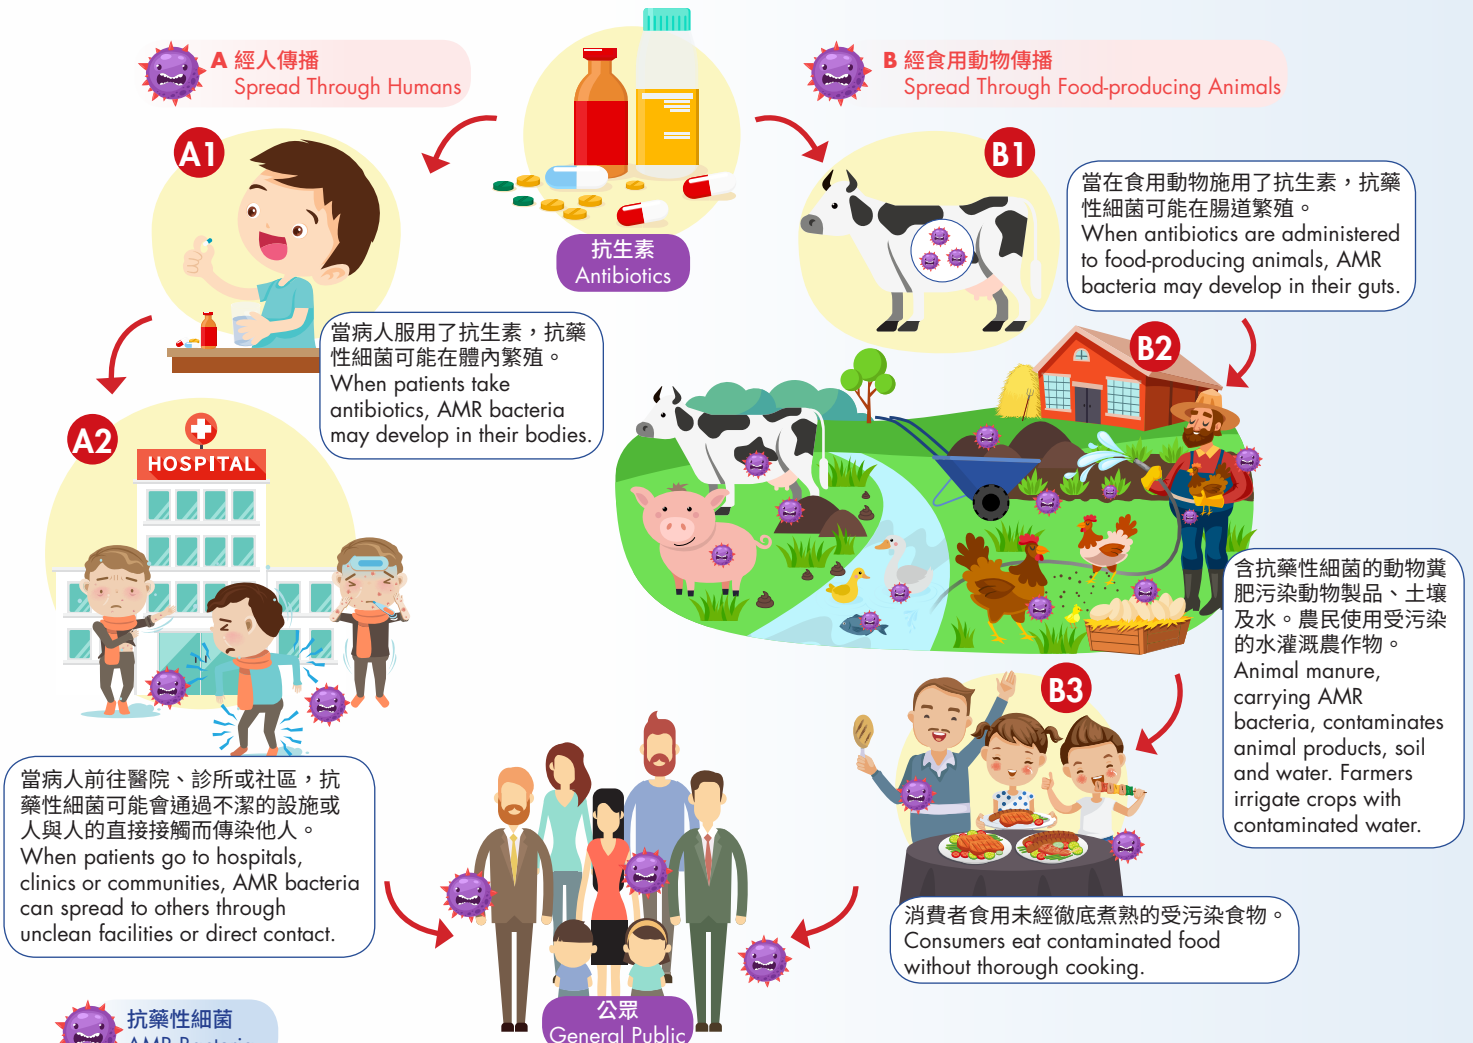 A 經人傳播
Spread Through Humans
B 經食用動物傳播
Spread Through Food-producing Animals
抗生素
Antibiotics
A1
當病人服用了抗生素，抗藥
性細菌可能在體內繁殖。
When patients take
antibiotics, AMR bacteria
may develop in their bodies.
A2
HOSPITAL
當病人前往醫院、診所或社區，抗
藥性細菌可能會通過不潔的設施或
人與人的直接接觸而傳染他人。
When patients go to hospitals,
clinics or communities, AMR bacteria
can spread to others through
unclean facilities or direct contact.
B1
當在食用動物施用了抗生素，抗藥
性細菌可能在腸道繁殖。
When antibiotics are administered
to food-producing animals, AMR
bacteria may develop in their guts.
B2
含抗藥性細菌的動物糞
肥污染動物製品、土壤
及水。農民使用受污染
的水灌溉農作物。
Animal manure,
carrying AMR
bacteria, contaminates
animal products, soil
and water. Farmers
irrigate crops with
contaminated water.
B3
消費者食用未經徹底煮熟的受污染食物。
Consumers eat contaminated food
without thorough cooking.
公眾
General Public
抗藥性細菌
AMR Bacteria